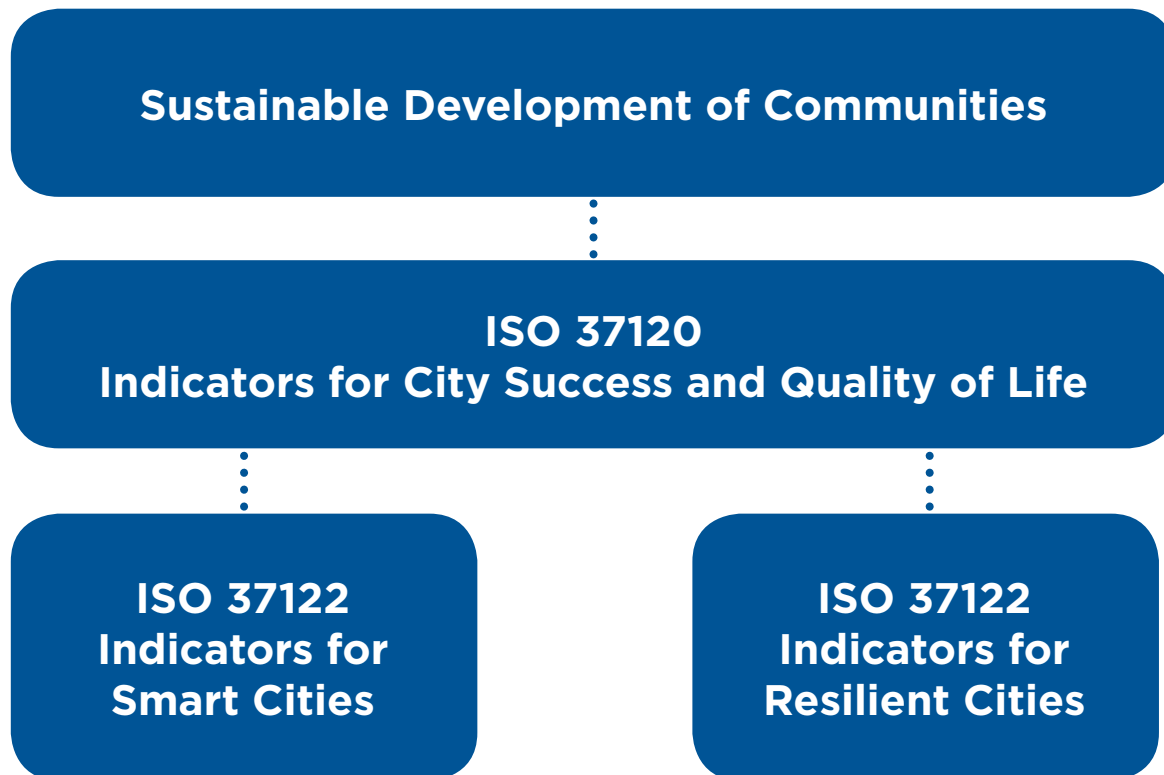 Sustainable Development of Communities
ISO 37120
Indicators for City Success and Quality of Life
ISO 37122
Indicators for
Smart Cities
ISO 37122
Indicators for
Resilient Cities